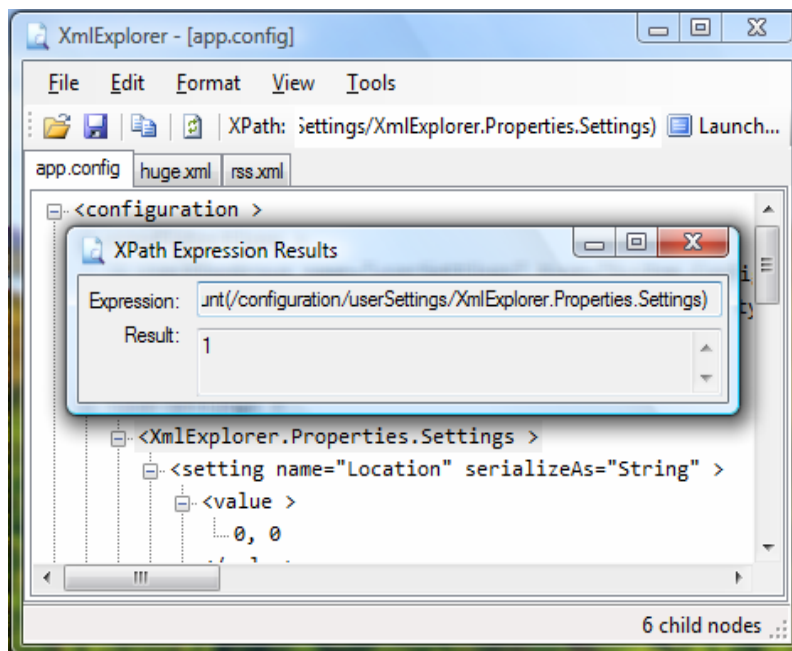 XmlExplorer - [app.config]
File Edit Format View Tools
XPath: Settings/XmlExplorer.Properties.Settings) Launch...
app.config huge.xml rss.xml
<configuration >
XPath Expression Results
Expression: unt(/configuration/userSettings/XmlExplorer.Properties.Settings)
Result: 1
<XmlExplorer.Properties.Settings >
<setting name="Location" serializeAs="String" >
<value >
0, 0
6 child nodes